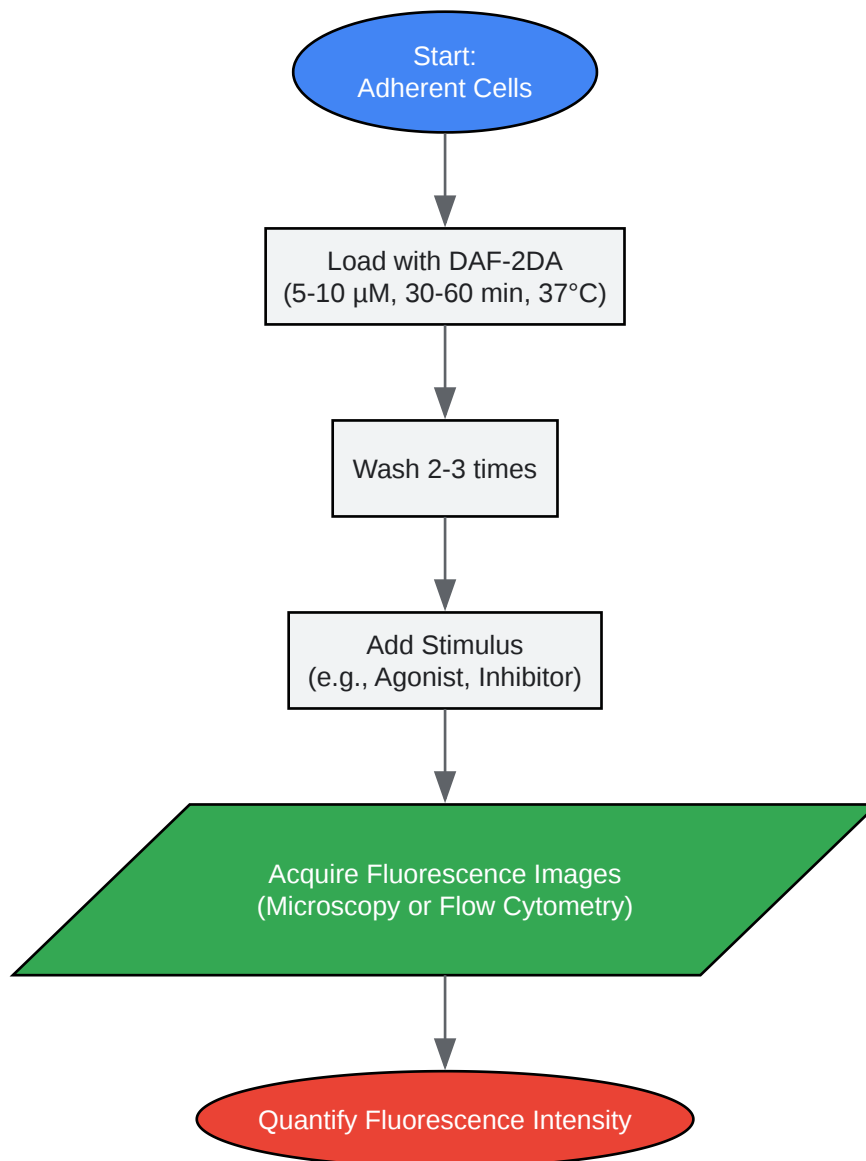 Start:
Adherent Cells
Load with DAF-2DA
(5-10 µM, 30-60 min, 37°C)
Wash 2-3 times
Add Stimulus
(e.g., Agonist, Inhibitor)
Acquire Fluorescence Images
(Microscopy or Flow Cytometry)
Quantify Fluorescence Intensity